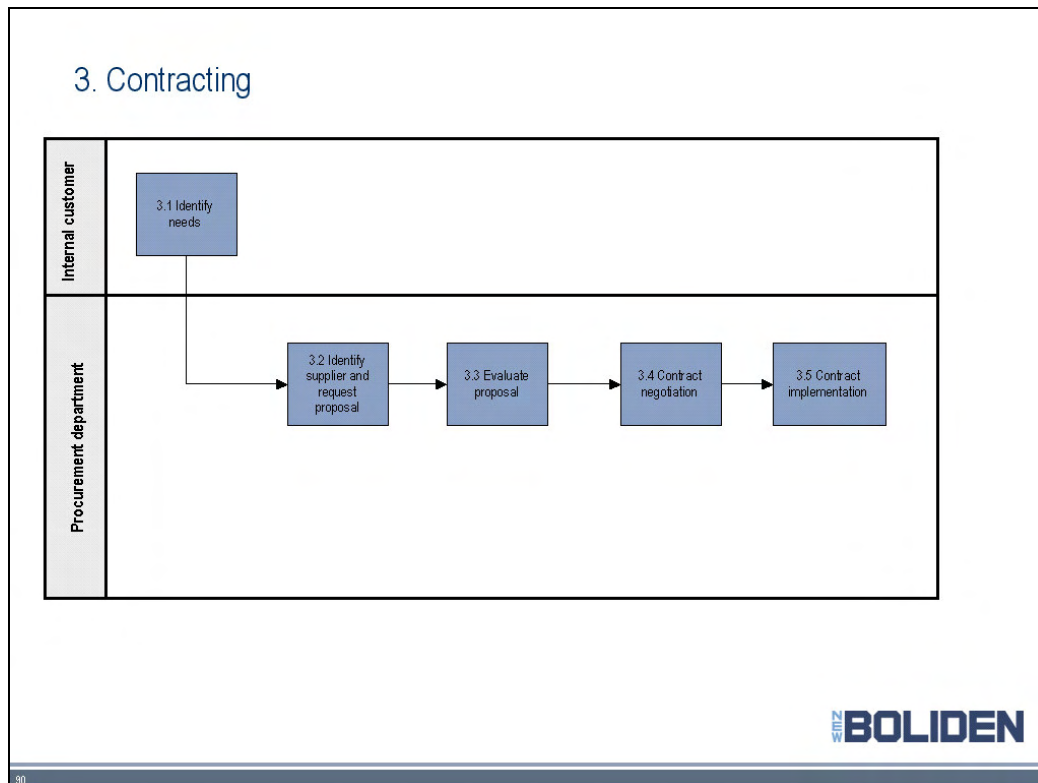 3. Contracting
Internal customer
3.1 Identify
needs
Procurement department
3.2 Identify
supplier and
request
proposal
3.3 Evaluate
proposal
3.4 Contract
negotiation
3.5 Contract
implementation
NEW BOLIDEN
90